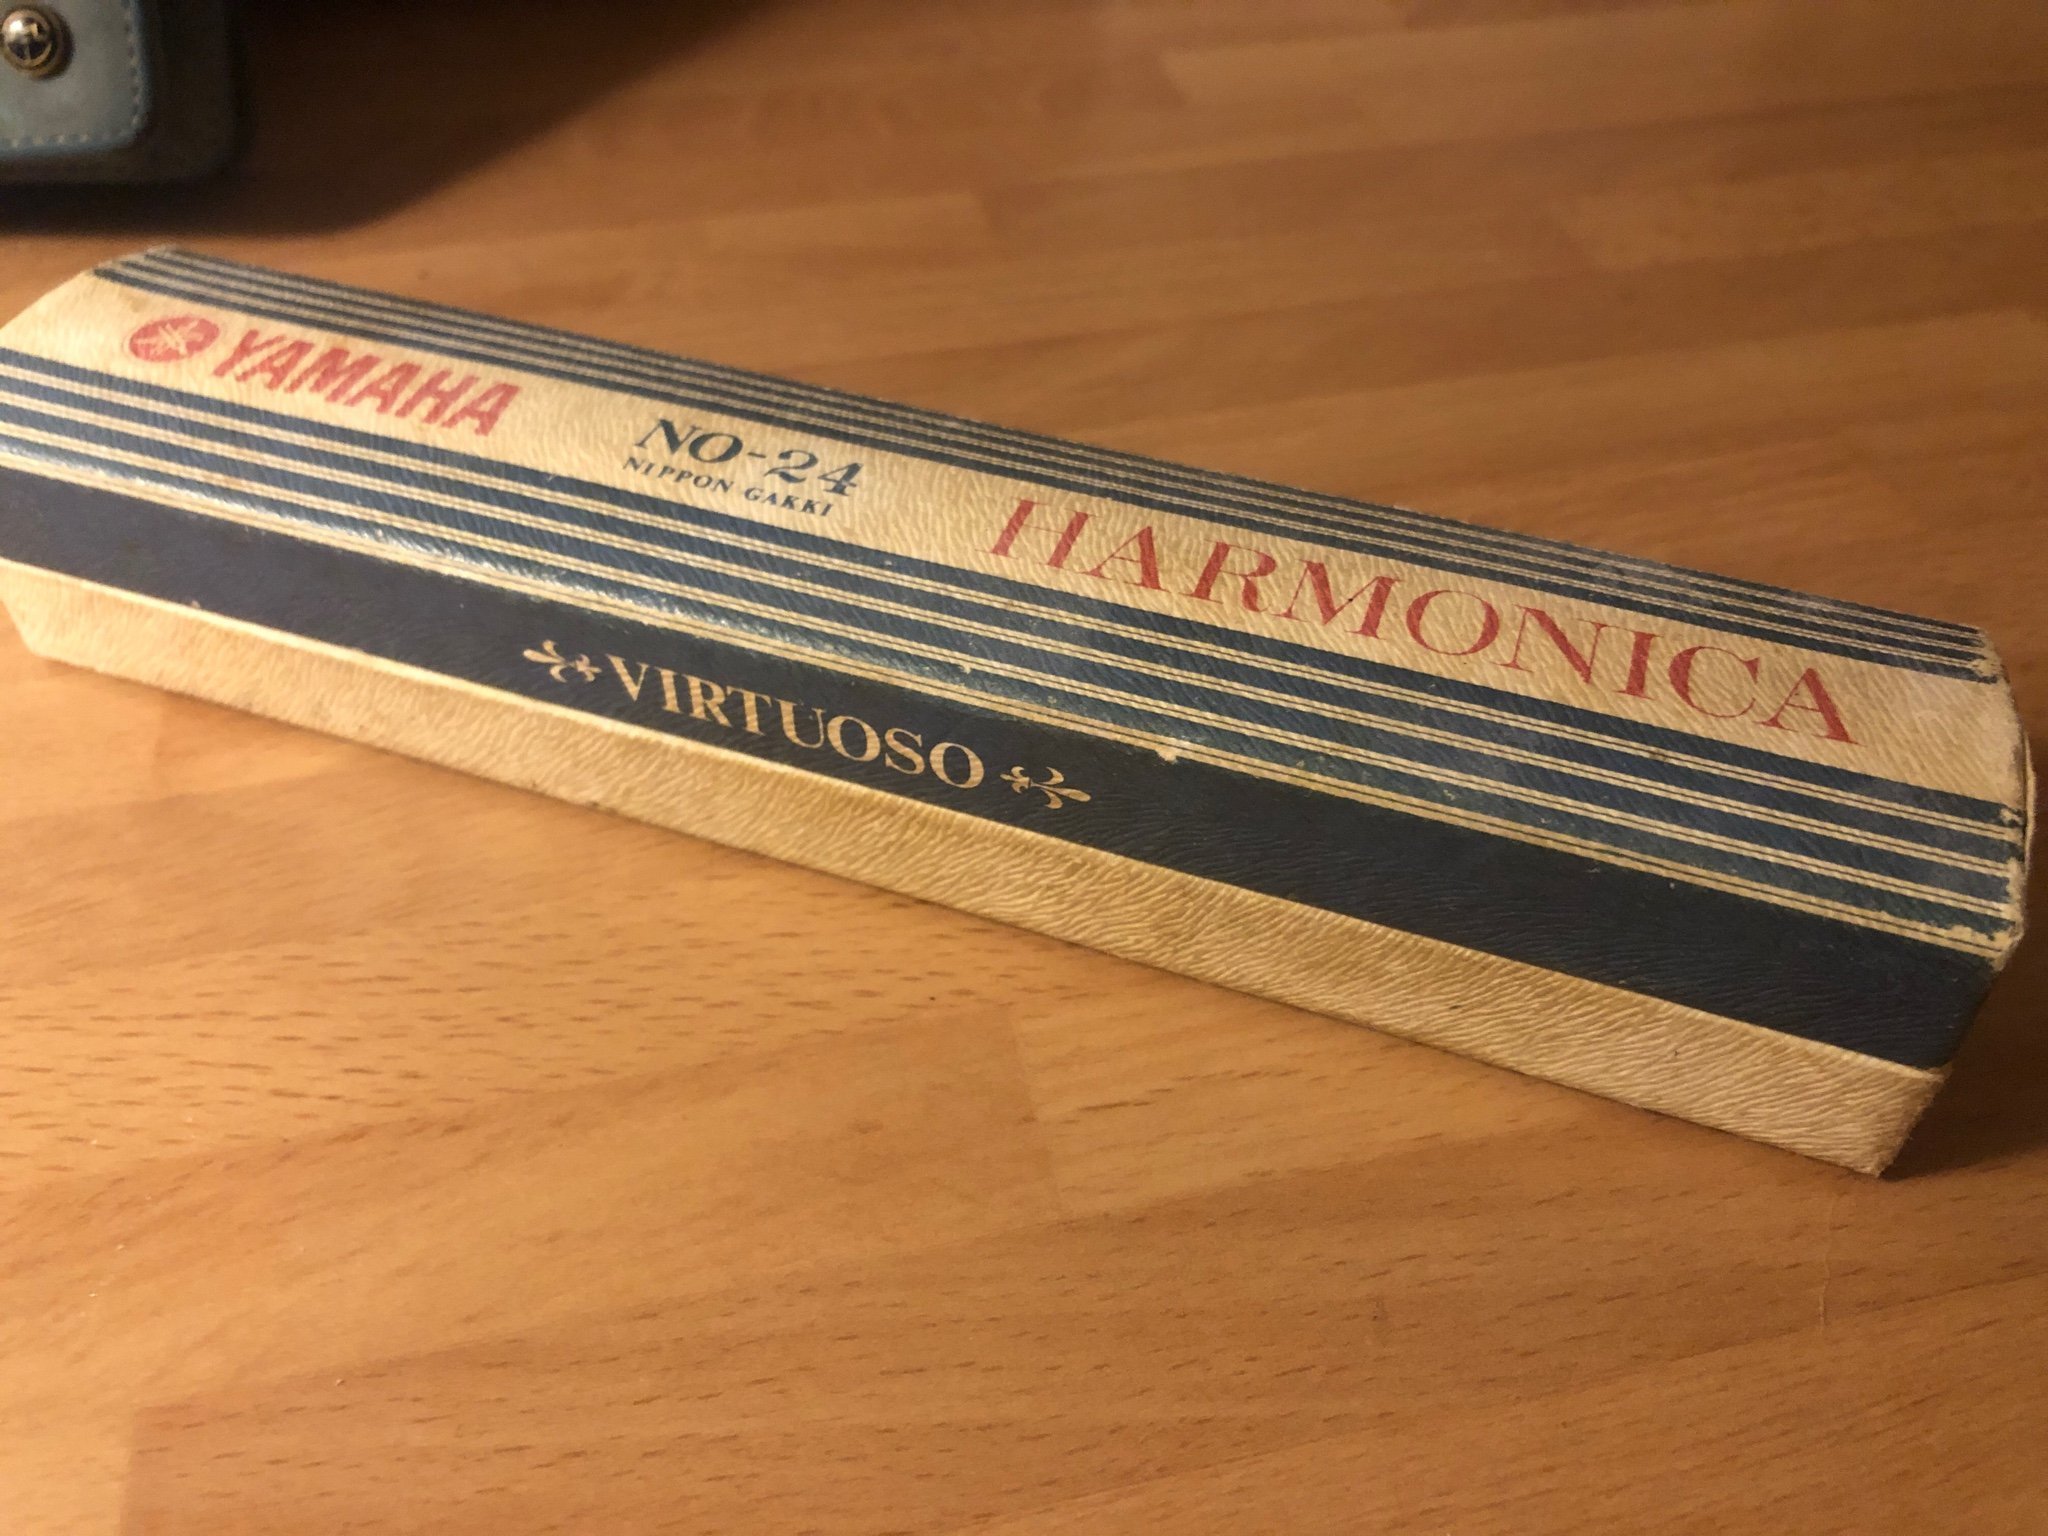 YAMAHA
NO-24
NIPPON GAKKI
HARMONICA
VIRTUOSO